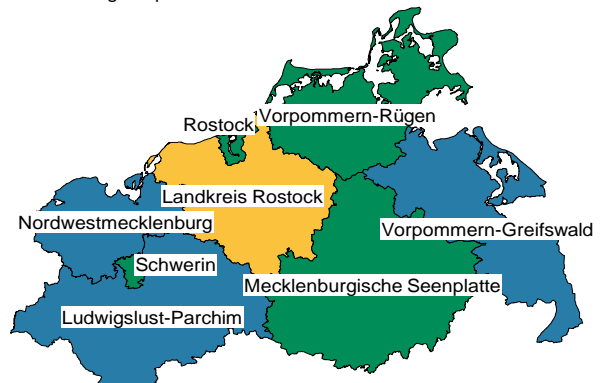 Rostock
Vorpommern-Rügen
Landkreis Rostock
Nordwestmecklenburg
Vorpommern-Greifswald
Schwerin
Mecklenburgische Seenplatte
Ludwigslust-Parchim